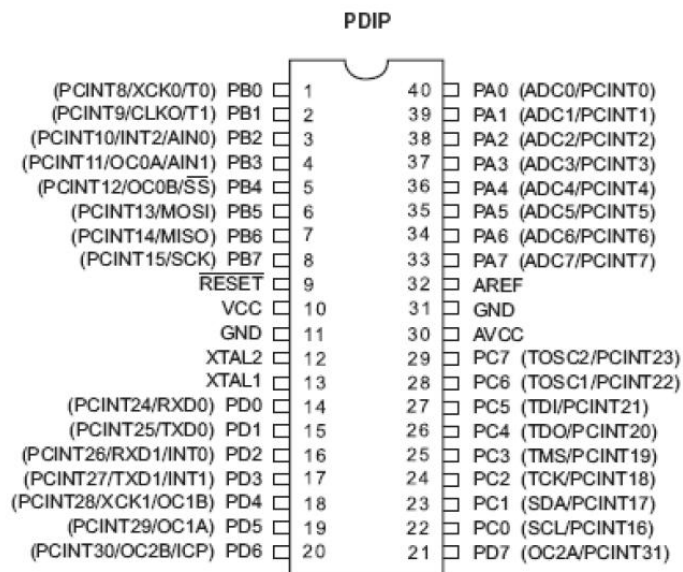 PDIP
(PCINT8/XCK0/T0) PB0 1 40 PA0 (ADC0/PCINT0)
(PCINT9/CLKO/T1) PB1 2 39 PA1 (ADC1/PCINT1)
(PCINT10/INT2/AIN0) PB2 3 38 PA2 (ADC2/PCINT2)
(PCINT11/OC0A/AIN1) PB3 4 37 PA3 (ADC3/PCINT3)
(PCINT12/OC0B/SS) PB4 5 36 PA4 (ADC4/PCINT4)
(PCINT13/MOSI) PB5 6 35 PA5 (ADC5/PCINT5)
(PCINT14/MISO) PB6 7 34 PA6 (ADC6/PCINT6)
(PCINT15/SCK) PB7 8 33 PA7 (ADC7/PCINT7)
RESET 9 32 AREF
VCC 10 31 GND
GND 11 30 AVCC
XTAL2 12 29 PC7 (TOSC2/PCINT23)
XTAL1 13 28 PC6 (TOSC1/PCINT22)
(PCINT24/RXD0) PD0 14 27 PC5 (TDI/PCINT21)
(PCINT25/TXD0) PD1 15 26 PC4 (TDO/PCINT20)
(PCINT26/RXD1/INT0) PD2 16 25 PC3 (TMS/PCINT19)
(PCINT27/TXD1/INT1) PD3 17 24 PC2 (TCK/PCINT18)
(PCINT28/XCK1/OC1B) PD4 18 23 PC1 (SDA/PCINT17)
(PCINT29/OC1A) PD5 19 22 PC0 (SCL/PCINT16)
(PCINT30/OC2B/ICP) PD6 20 21 PD7 (OC2A/PCINT31)